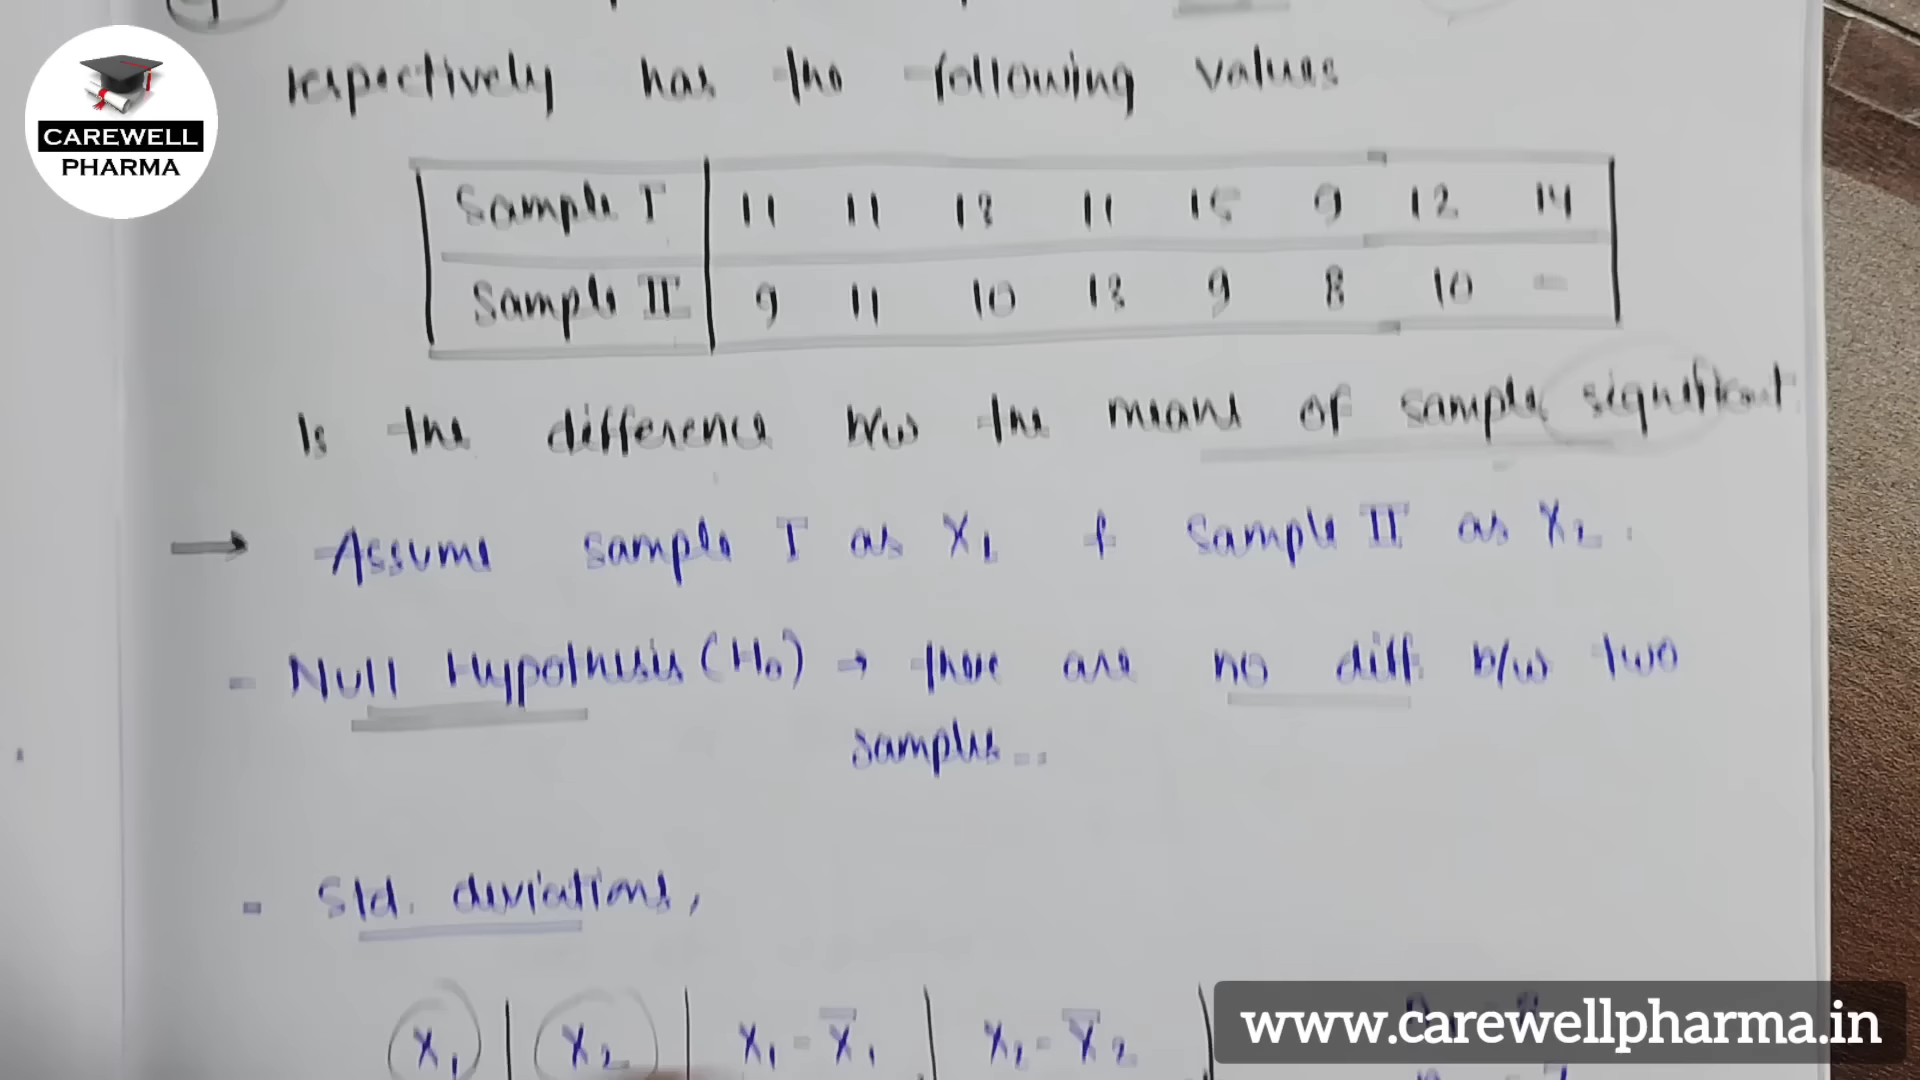 CAREWELL
PHARMA
respectively has the following values
Sample I 11 11 13 11 15 9 12 14
Sample II 9 11 10 13 9 8 10 -
Is the difference b/w the means of sample significant
→ Assume sample I as X1 & Sample II as X2.
- Null Hypothesis (H0) → there are no diff. b/w two
samples..
- Std. deviations,
X1 | X2 | X1 - X̄1 | X2 - X̄2
www.carewellpharma.in